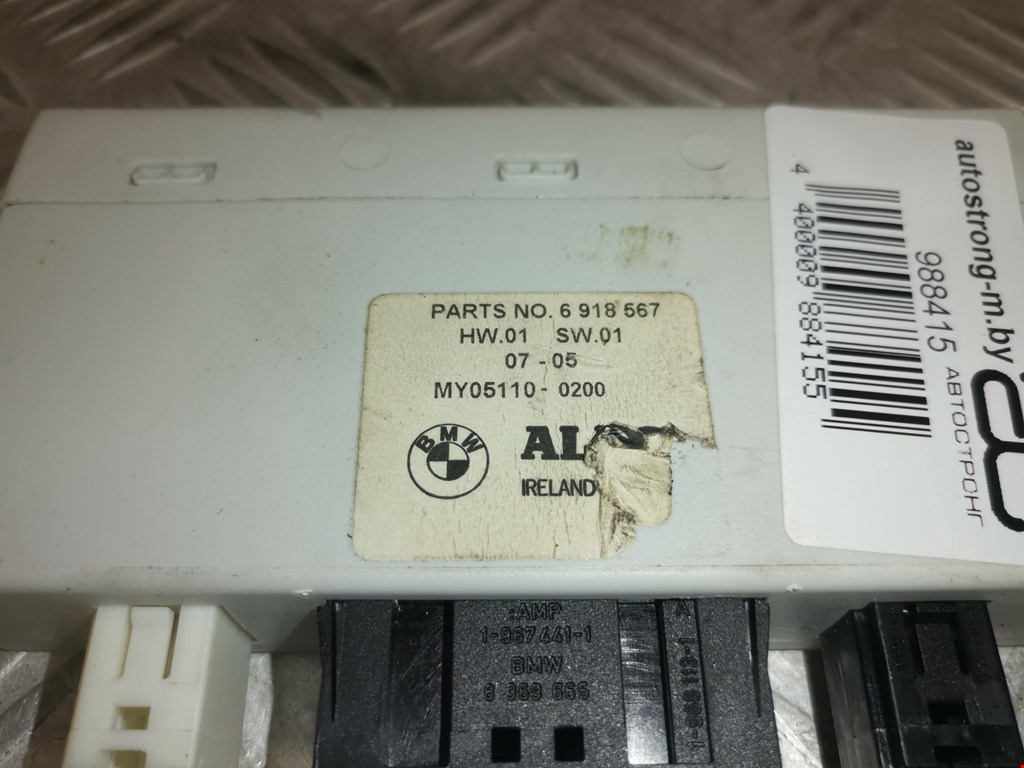 PARTS NO. 6 918 567
HW.01 SW.01
07 - 05
MY05110- 0200
BMW
IRELAND
autostrong-m.by
988415 АВТОСТРОНГ
4 400009 884155
:AMP
1-967441-1
BMW
8 369 666
A